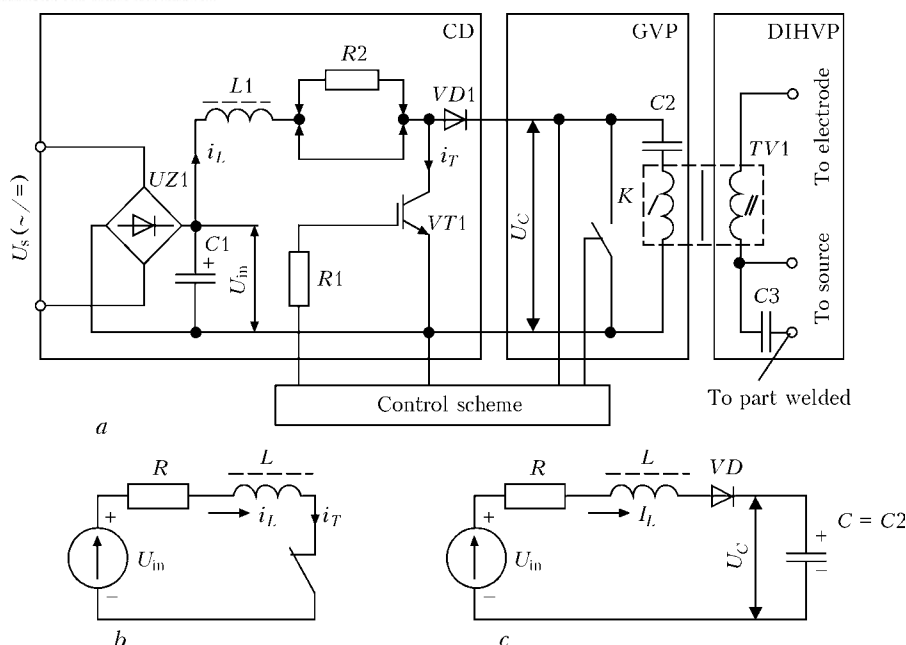 CD
GVP
DIHVP
R2
L1
VD1
C2
TV1
To electrode
i_L
i_T
K
U_s (~/=)
UZ1
VT1
U_C
C1
+
U_in
R1
To source
C3
Control scheme
To part welded
a
R
L
i_L
i_T
+
U_in
−
b
R
L
VD
I_L
+
U_in
−
U_C
+
−
C = C2
c